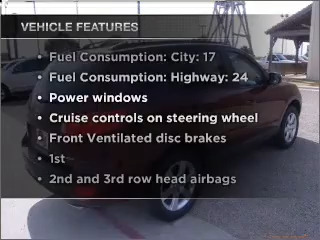 VEHICLE FEATURES
• Fuel Consumption: City: 17
• Fuel Consumption: Highway: 24
• Power windows
• Cruise controls on steering wheel
• Front Ventilated disc brakes
• 1st
• 2nd and 3rd row head airbags